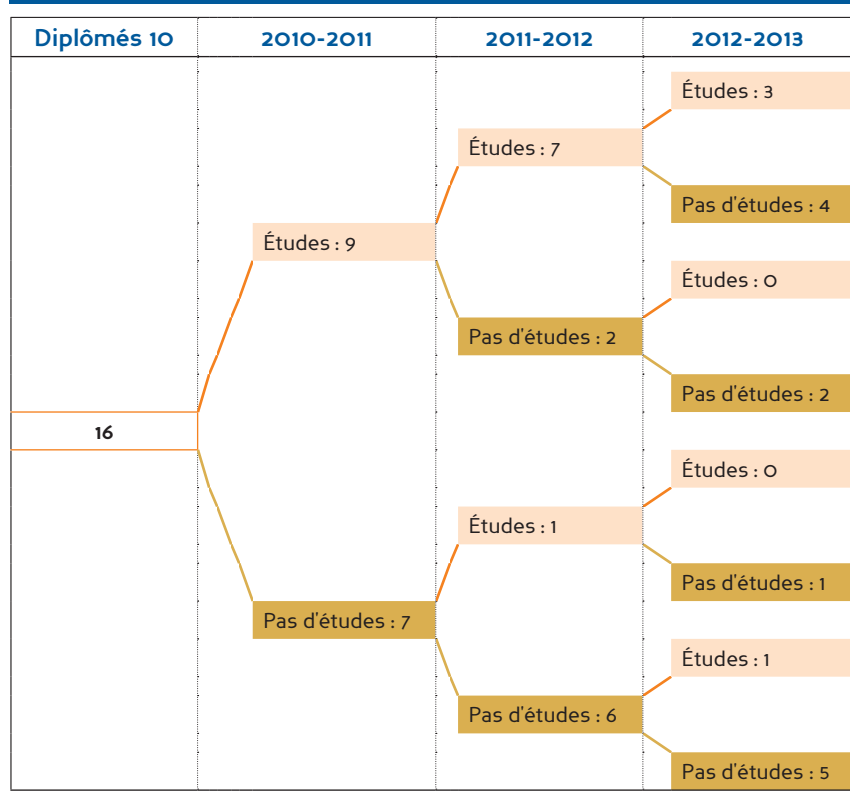 Diplômés 10 2010-2011 2011-2012 2012-2013
Études : 3
Études : 7
Pas d'études : 4
Études : 9
Études : 0
Pas d'études : 2
Pas d'études : 2
16
Études : 0
Études : 1
Pas d'études : 1
Pas d'études : 7
Études : 1
Pas d'études : 6
Pas d'études : 5